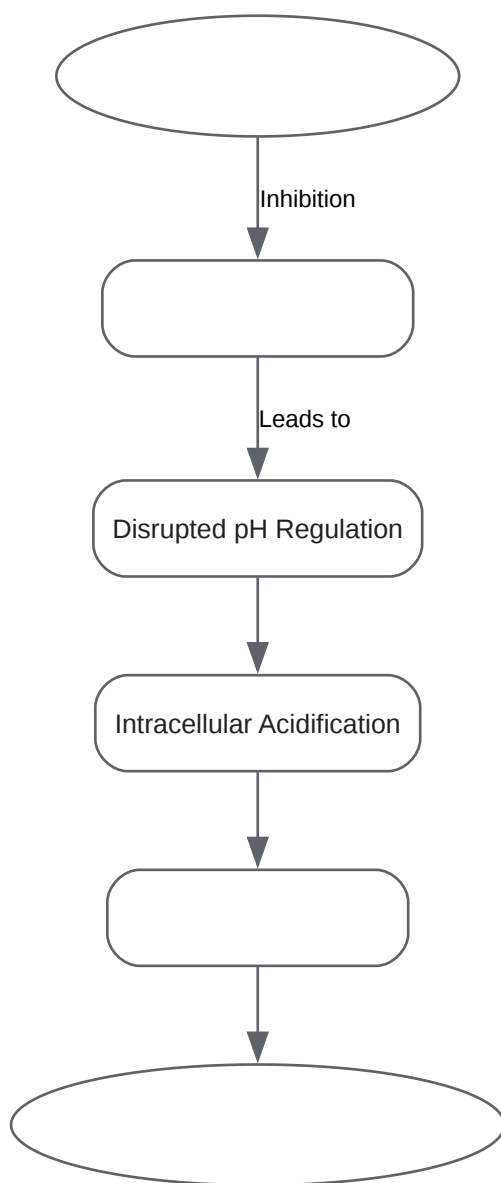 Inhibition
Leads to
Disrupted pH Regulation
Intracellular Acidification